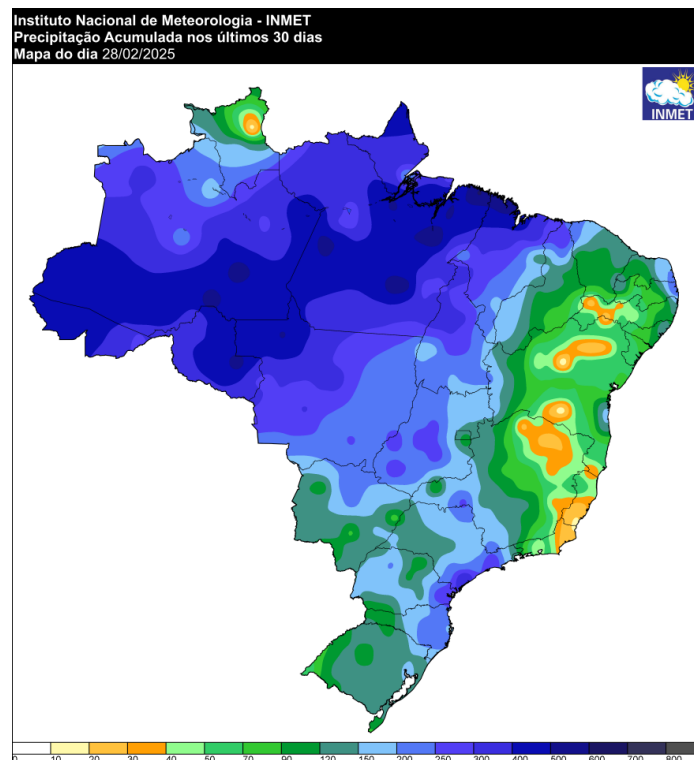 Instituto Nacional de Meteorologia - INMET
Precipitação Acumulada nos últimos 30 dias
Mapa do dia 28/02/2025
INMET
0 10 20 30 40 50 70 90 120 150 200 250 300 400 500 600 700 800